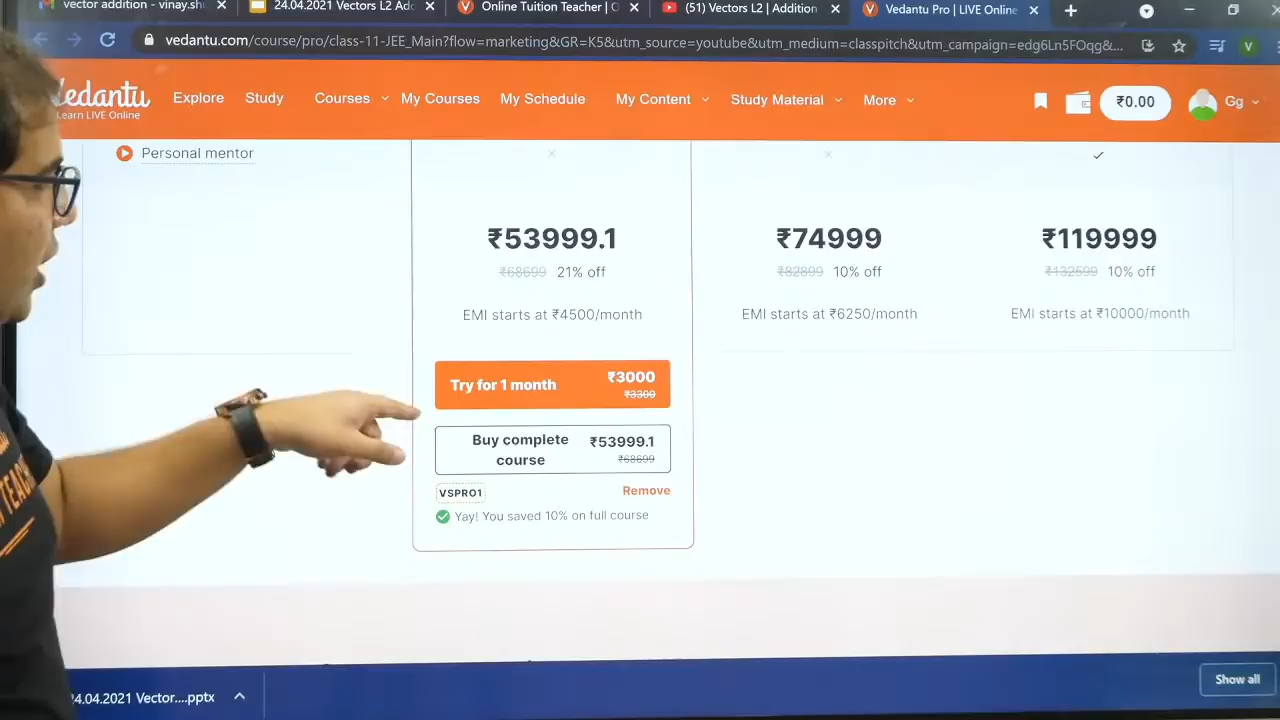 vector addition - vinay.sh
24.04.2021 Vectors L2 Add
Online Tuition Teacher | O
(51) Vectors L2 | Addition
Vedantu Pro | LIVE Online
vedantu.com/course/pro/class-11-JEE_Main?flow=marketing&GR=K5&utm_source=youtube&utm_medium=classpitch&utm_campaign=edg6Ln5FOqg&...
V
Vedantu
Learn LIVE Online
Explore
Study
Courses
My Courses
My Schedule
My Content
Study Material
More
₹0.00
Gg
Personal mentor
₹53999.1
₹74999
₹119999
₹68699 21% off
₹82899 10% off
₹132599 10% off
EMI starts at ₹4500/month
EMI starts at ₹6250/month
EMI starts at ₹10000/month
Try for 1 month
₹3000
₹3300
Buy complete course
₹53999.1
₹68699
VSPRO1
Remove
Yay! You saved 10% on full course
24.04.2021 Vector....pptx
Show all